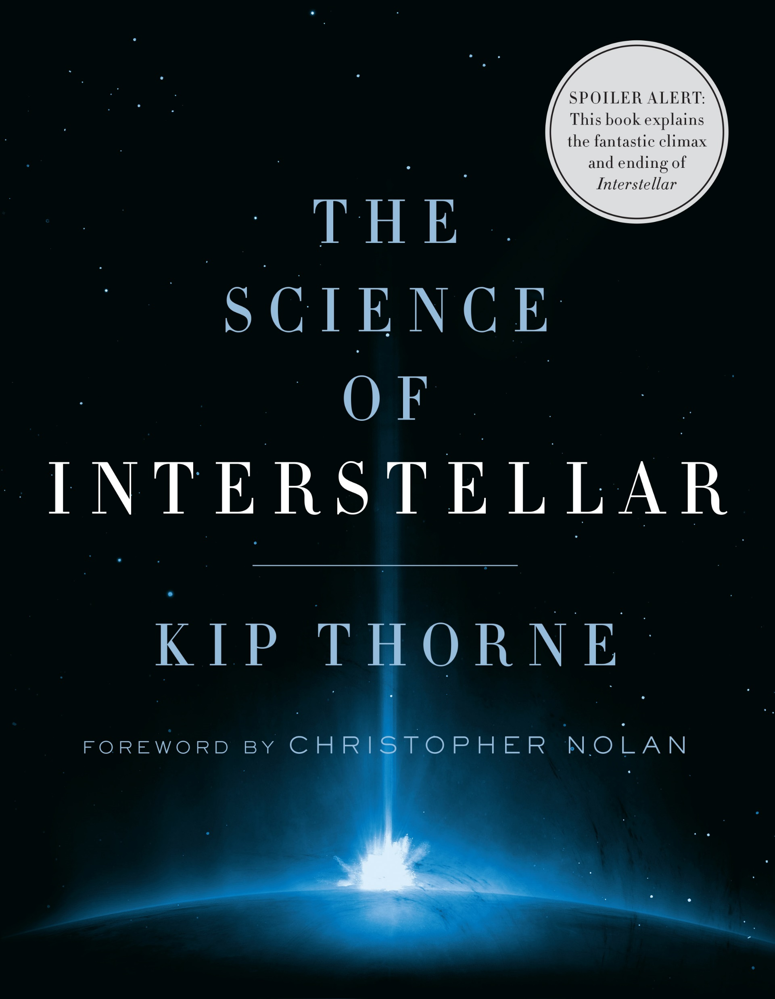 SPOILER ALERT:
This book explains
the fantastic climax
and ending of
Interstellar
THE
SCIENCE
OF
INTERSTELLAR
KIP THORNE
FOREWORD BY CHRISTOPHER NOLAN